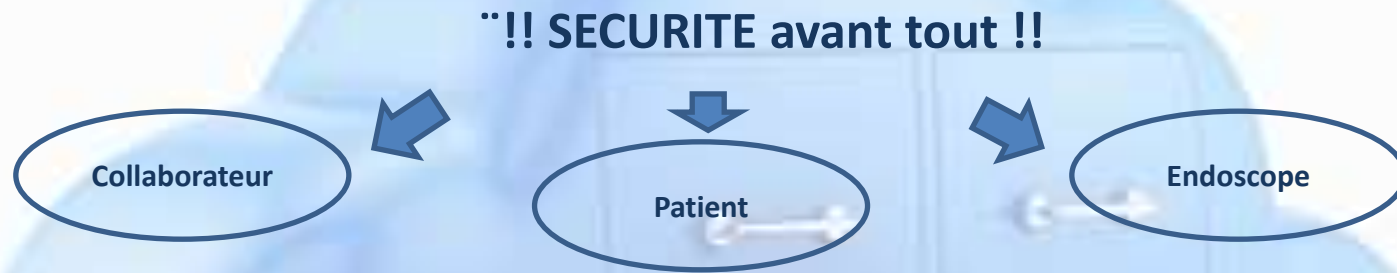 ¨!! SECURITE avant tout !!
Collaborateur
Patient
Endoscope